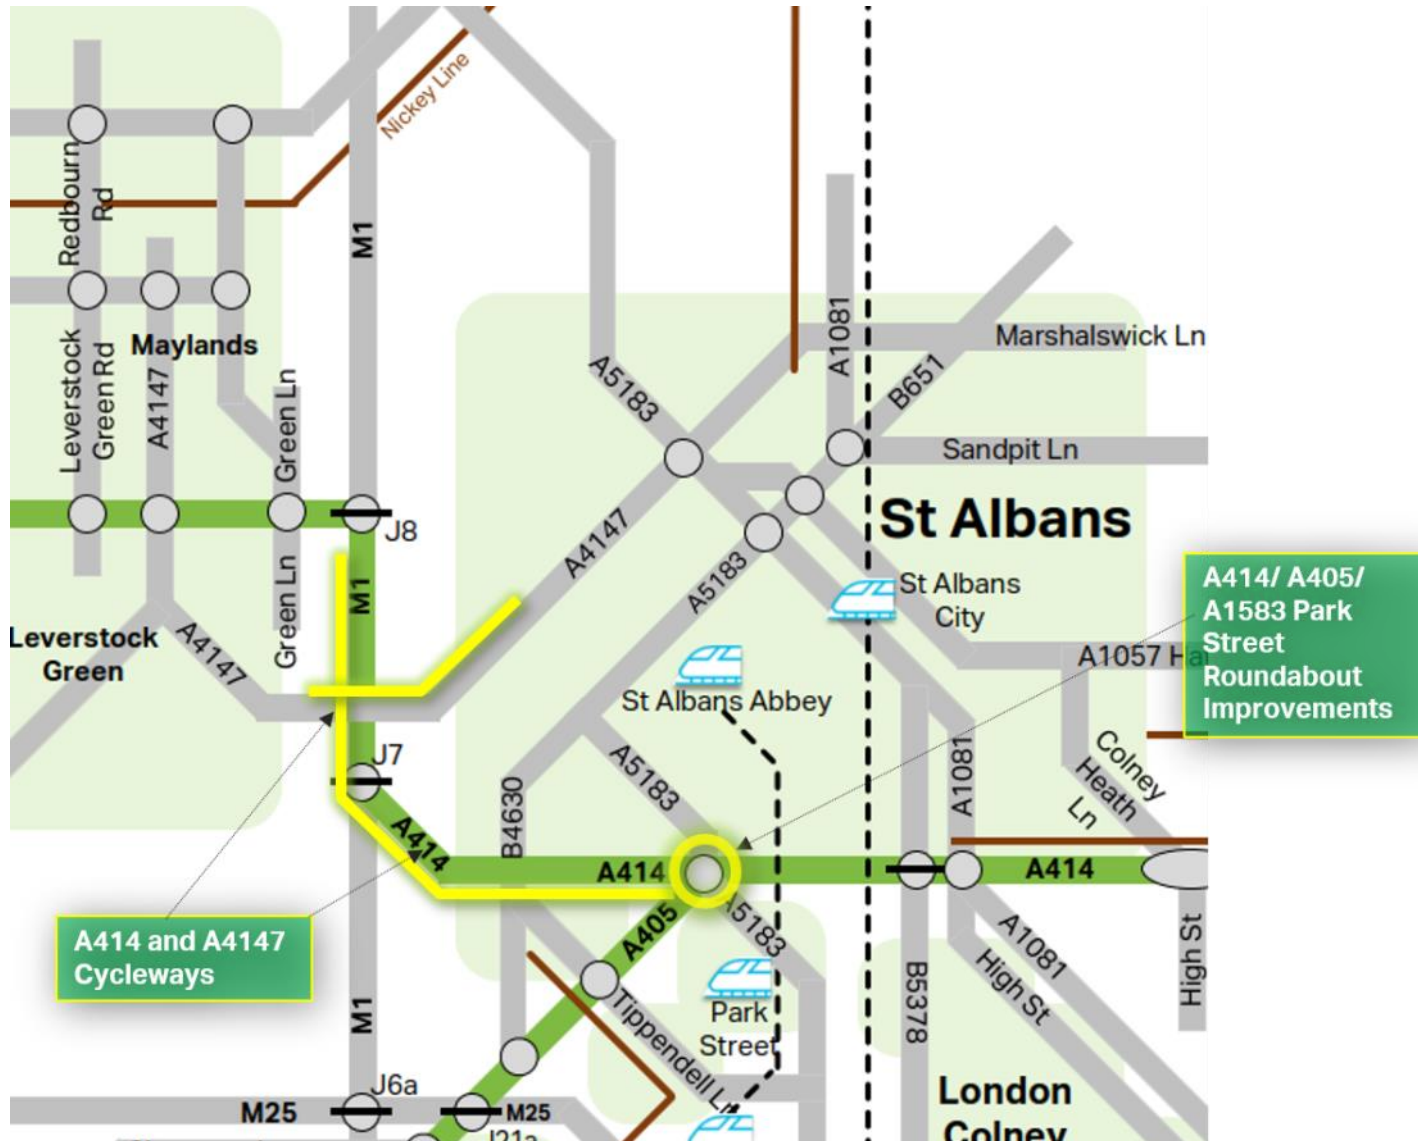 Nickey Line
Redbourn
Rd
M1
Leverstock
Green Rd
Maylands
A4147
Green Ln
A5183
A1081
Marshalswick Ln
B651
Sandpit Ln
J8
A4147
A5183
St Albans
St Albans
City
A414/ A405/
A1583 Park
Street
Roundabout
Improvements
M1
Green Ln
Leverstock
Green
A4147
St Albans Abbey
A1057 Ha
J7
A5183
A1081
Colney
Heath
Ln
B4630
A414
A414
A414
A414 and A4147
Cycleways
A405
A5183
A1081
High St
High St
B5378
Park
Street
Tippendell Ln
M1
J6a
M25
M25
J21a
London
Colney